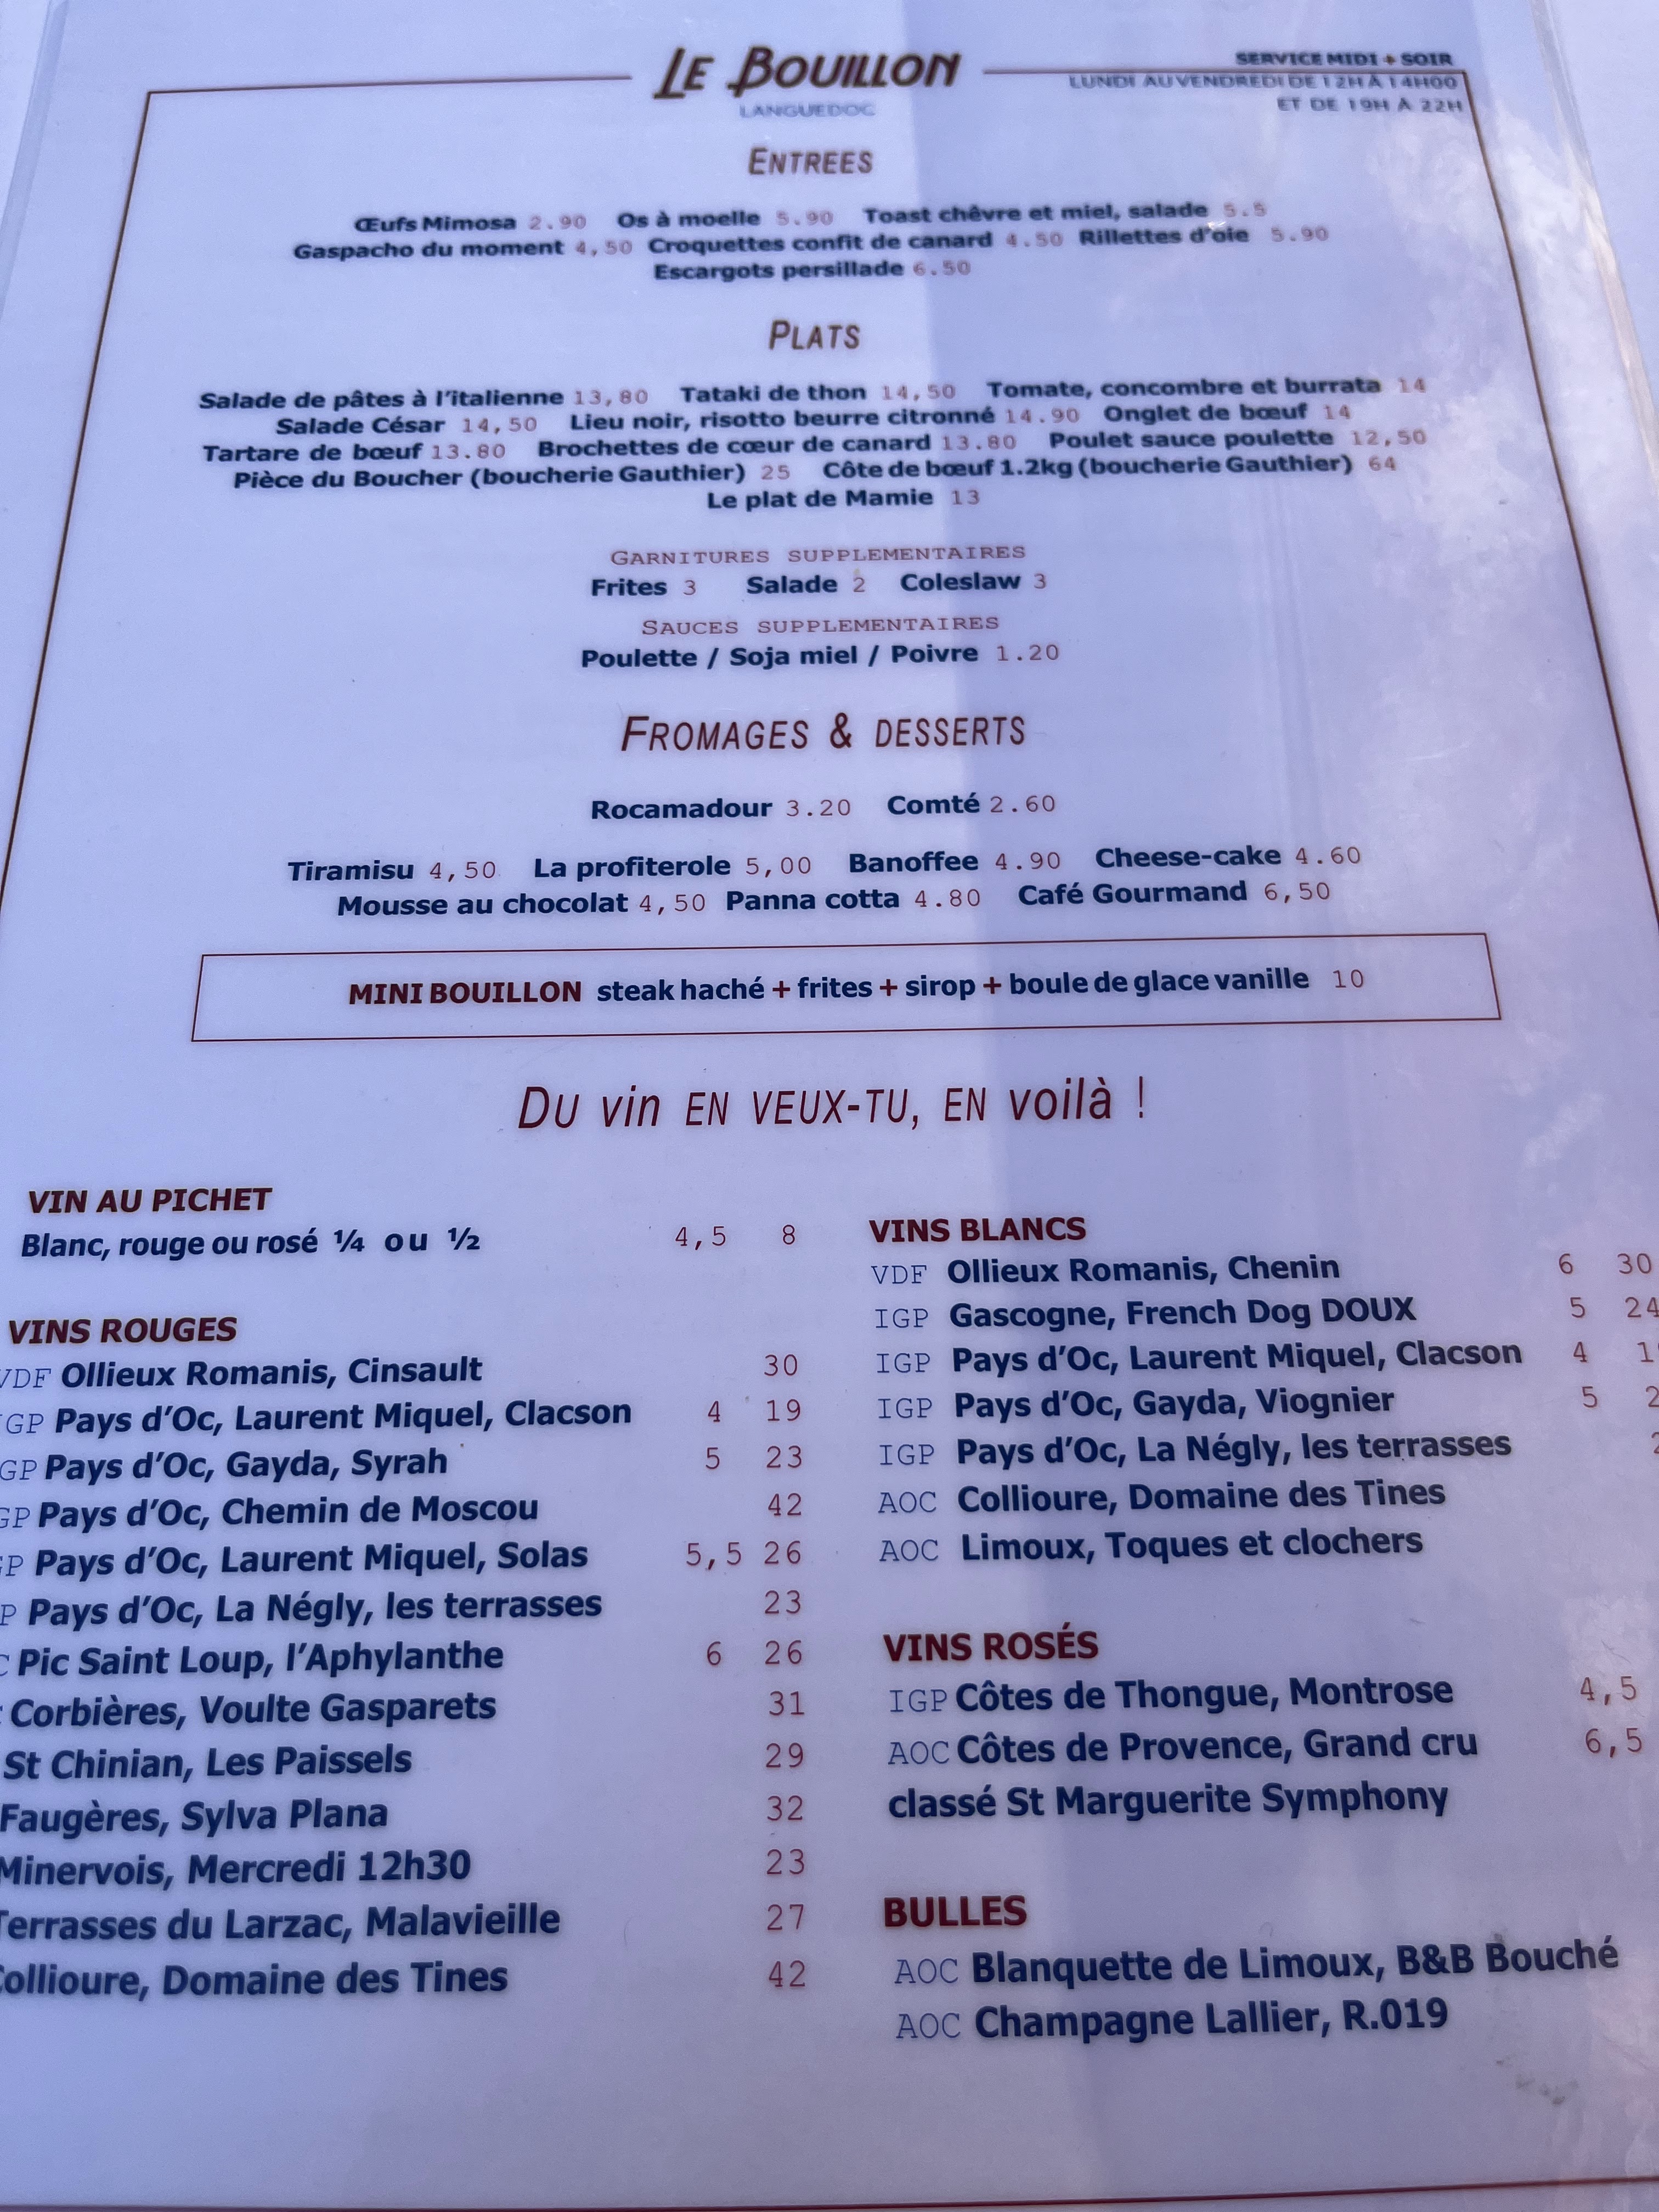 LE BOUILLON
LANGUEDOC
SERVICE MIDI + SOIR
LUNDI AU VENDREDI DE 12H À 14H00
ET DE 19H À 22H
ENTREES
Œufs Mimosa 2.90 Os à moelle 5.90 Toast chêvre et miel, salade 5.5
Gaspacho du moment 4,50 Croquettes confit de canard 4.50 Rillettes d'oie 5.90
Escargots persillade 6.50
PLATS
Salade de pâtes à l'italienne 13,80 Tataki de thon 14,50 Tomate, concombre et burrata 14
Salade César 14,50 Lieu noir, risotto beurre citronné 14.90 Onglet de bœuf 14
Tartare de bœuf 13.80 Brochettes de cœur de canard 13.80 Poulet sauce poulette 12,50
Pièce du Boucher (boucherie Gauthier) 25 Côte de bœuf 1.2kg (boucherie Gauthier) 64
Le plat de Mamie 13
GARNITURES SUPPLEMENTAIRES
Frites 3 Salade 2 Coleslaw 3
SAUCES SUPPLEMENTAIRES
Poulette / Soja miel / Poivre 1.20
FROMAGES & DESSERTS
Rocamadour 3.20 Comté 2.60
Tiramisu 4,50 La profiterole 5,00 Banoffee 4.90 Cheese-cake 4.60
Mousse au chocolat 4,50 Panna cotta 4.80 Café Gourmand 6,50
MINI BOUILLON steak haché + frites + sirop + boule de glace vanille 10
DU vin EN VEUX-TU, EN voilà !
VIN AU PICHET
Blanc, rouge ou rosé ¼ ou ½ 4,5 8
VINS ROUGES
VDF Ollieux Romanis, Cinsault 30
IGP Pays d'Oc, Laurent Miquel, Clacson 4 19
GP Pays d'Oc, Gayda, Syrah 5 23
GP Pays d'Oc, Chemin de Moscou 42
P Pays d'Oc, Laurent Miquel, Solas 5,5 26
P Pays d'Oc, La Négly, les terrasses 23
C Pic Saint Loup, l'Aphylanthe 6 26
Corbières, Voulte Gasparets 31
St Chinian, Les Paissels 29
Faugères, Sylva Plana 32
Minervois, Mercredi 12h30 23
Terrasses du Larzac, Malavieille 27
Collioure, Domaine des Tines 42
VINS BLANCS
VDF Ollieux Romanis, Chenin 6 30
IGP Gascogne, French Dog DOUX 5 24
IGP Pays d'Oc, Laurent Miquel, Clacson 4 1
IGP Pays d'Oc, Gayda, Viognier 5 2
IGP Pays d'Oc, La Négly, les terrasses 2
AOC Collioure, Domaine des Tines
AOC Limoux, Toques et clochers
VINS ROSÉS
IGP Côtes de Thongue, Montrose 4,5
AOC Côtes de Provence, Grand cru 6,5
classé St Marguerite Symphony
BULLES
AOC Blanquette de Limoux, B&B Bouché
AOC Champagne Lallier, R.019